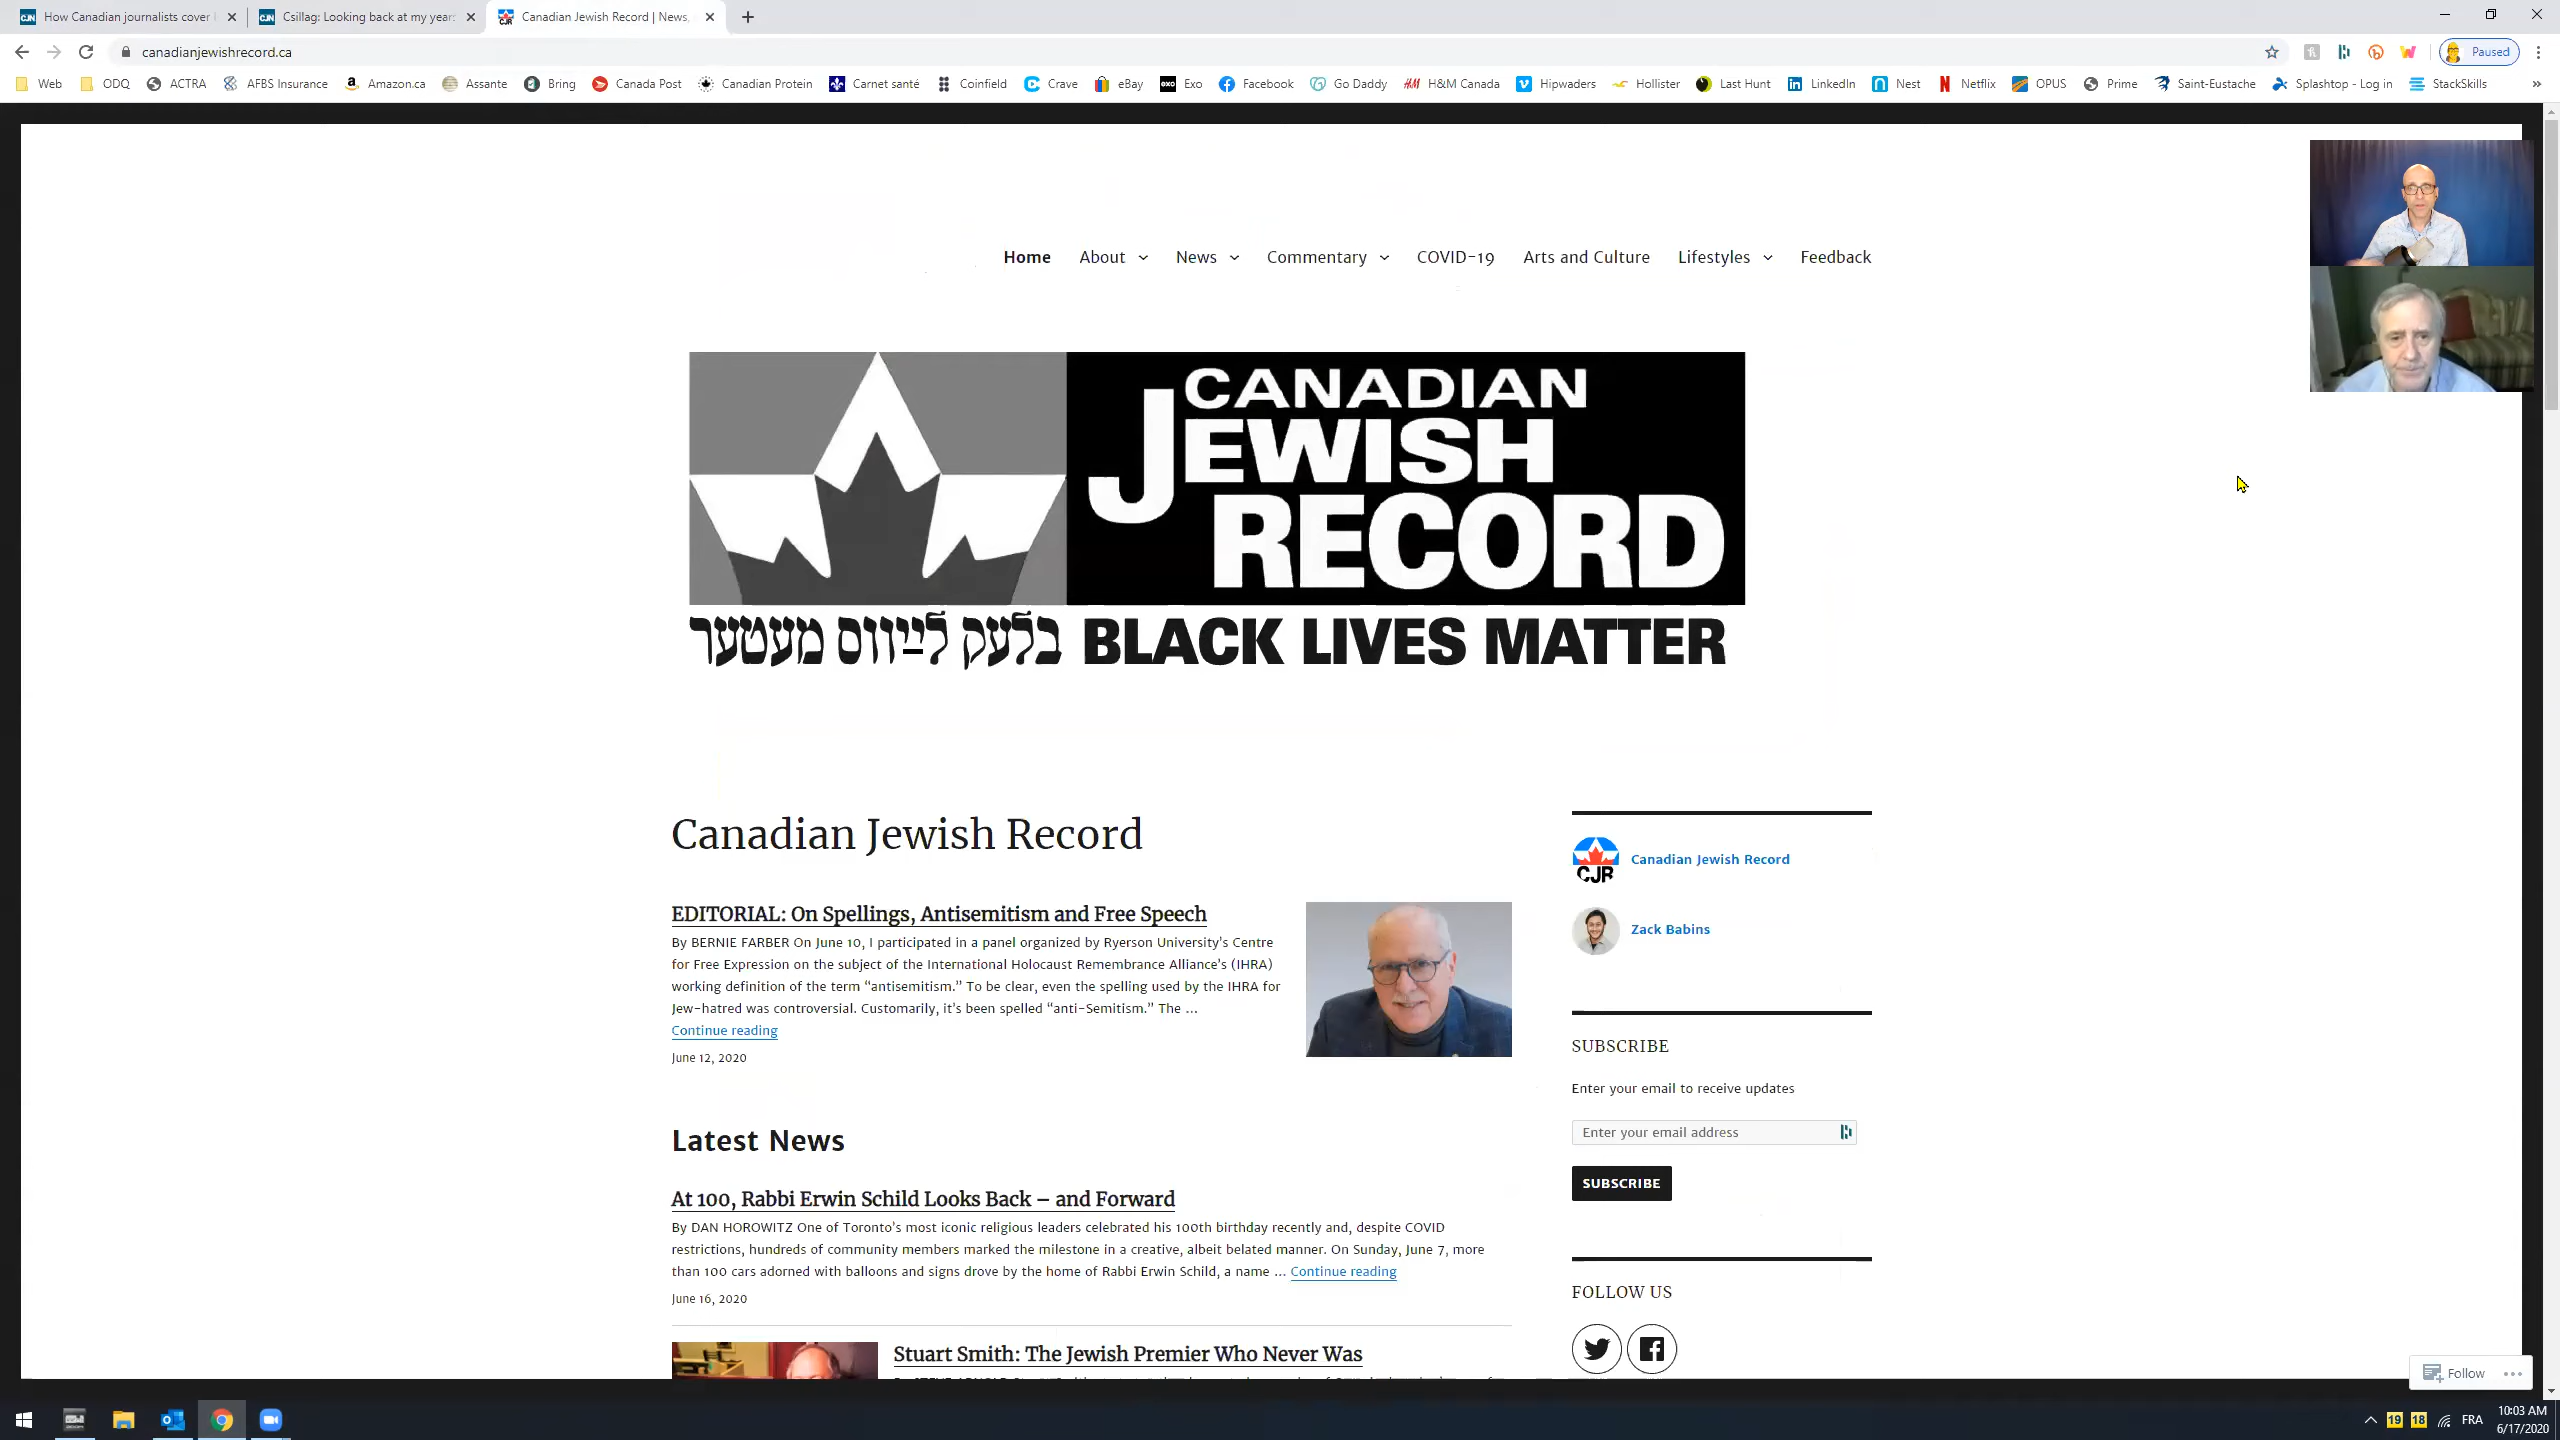 How Canadian journalists cover
Csillag: Looking back at my years
Canadian Jewish Record | News,
canadianjewishrecord.ca
Paused
Web ODQ ACTRA AFBS Insurance Amazon.ca Assante Bring Canada Post Canadian Protein Carnet santé Coinfield Crave eBay Exo Facebook Go Daddy H&M Canada Hipwaders Hollister Last Hunt LinkedIn Nest Netflix OPUS Prime Saint-Eustache Splashtop - Log in StackSkills »
Home About News Commentary COVID-19 Arts and Culture Lifestyles Feedback
CANADIAN
JEWISH
RECORD
בלעק לײַווס מעטער BLACK LIVES MATTER
Canadian Jewish Record
EDITORIAL: On Spellings, Antisemitism and Free Speech
By BERNIE FARBER On June 10, I participated in a panel organized by Ryerson University’s Centre
for Free Expression on the subject of the International Holocaust Remembrance Alliance’s (IHRA)
working definition of the term “antisemitism.” To be clear, even the spelling used by the IHRA for
Jew-hatred was controversial. Customarily, it’s been spelled “anti-Semitism.” The …
Continue reading
June 12, 2020
Latest News
At 100, Rabbi Erwin Schild Looks Back – and Forward
By DAN HOROWITZ One of Toronto’s most iconic religious leaders celebrated his 100th birthday recently and, despite COVID
restrictions, hundreds of community members marked the milestone in a creative, albeit belated manner. On Sunday, June 7, more
than 100 cars adorned with balloons and signs drove by the home of Rabbi Erwin Schild, a name … Continue reading
June 16, 2020
Stuart Smith: The Jewish Premier Who Never Was
CJR
Canadian Jewish Record
Zack Babins
SUBSCRIBE
Enter your email to receive updates
Enter your email address
SUBSCRIBE
FOLLOW US
Follow
19 18 FRA
10:03 AM
6/17/2020